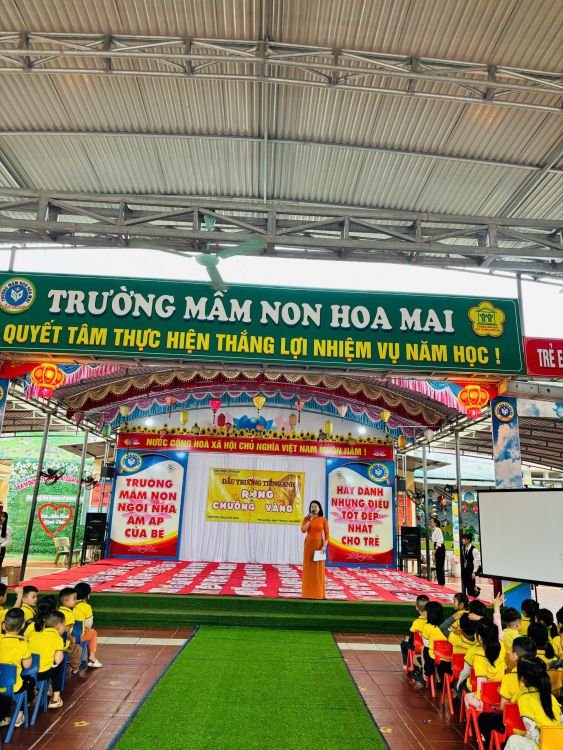 TRƯỜNG MẦM NON HOA MAI
QUYẾT TÂM THỰC HIỆN THẮNG LỢI NHIỆM VỤ NĂM HỌC !
TRẺ E
NƯỚC CỘNG HOÀ XÃ HỘI CHỦ NGHĨA VIỆT NAM MUÔN NĂM !
TRƯỜNG
MẦM NON
NGÔI NHÀ
ẤM ÁP
CỦA BÉ
ĐẤU TRƯỜNG TIẾNG ANH
RUNG
CHUÔNG VÀNG
HÃY DÀNH
NHỮNG ĐIỀU
TỐT ĐẸP
NHẤT
CHO TRẺ